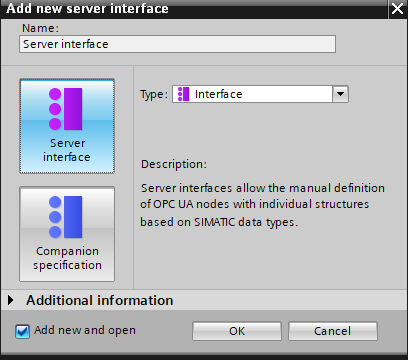 Add new server interface
Name:
Server interface
Server
interface
Type:
Interface
Description:
Server interfaces allow the manual definition
of OPC UA nodes with individual structures
based on SIMATIC data types.
Companion
specification
Additional information
Add new and open
OK
Cancel